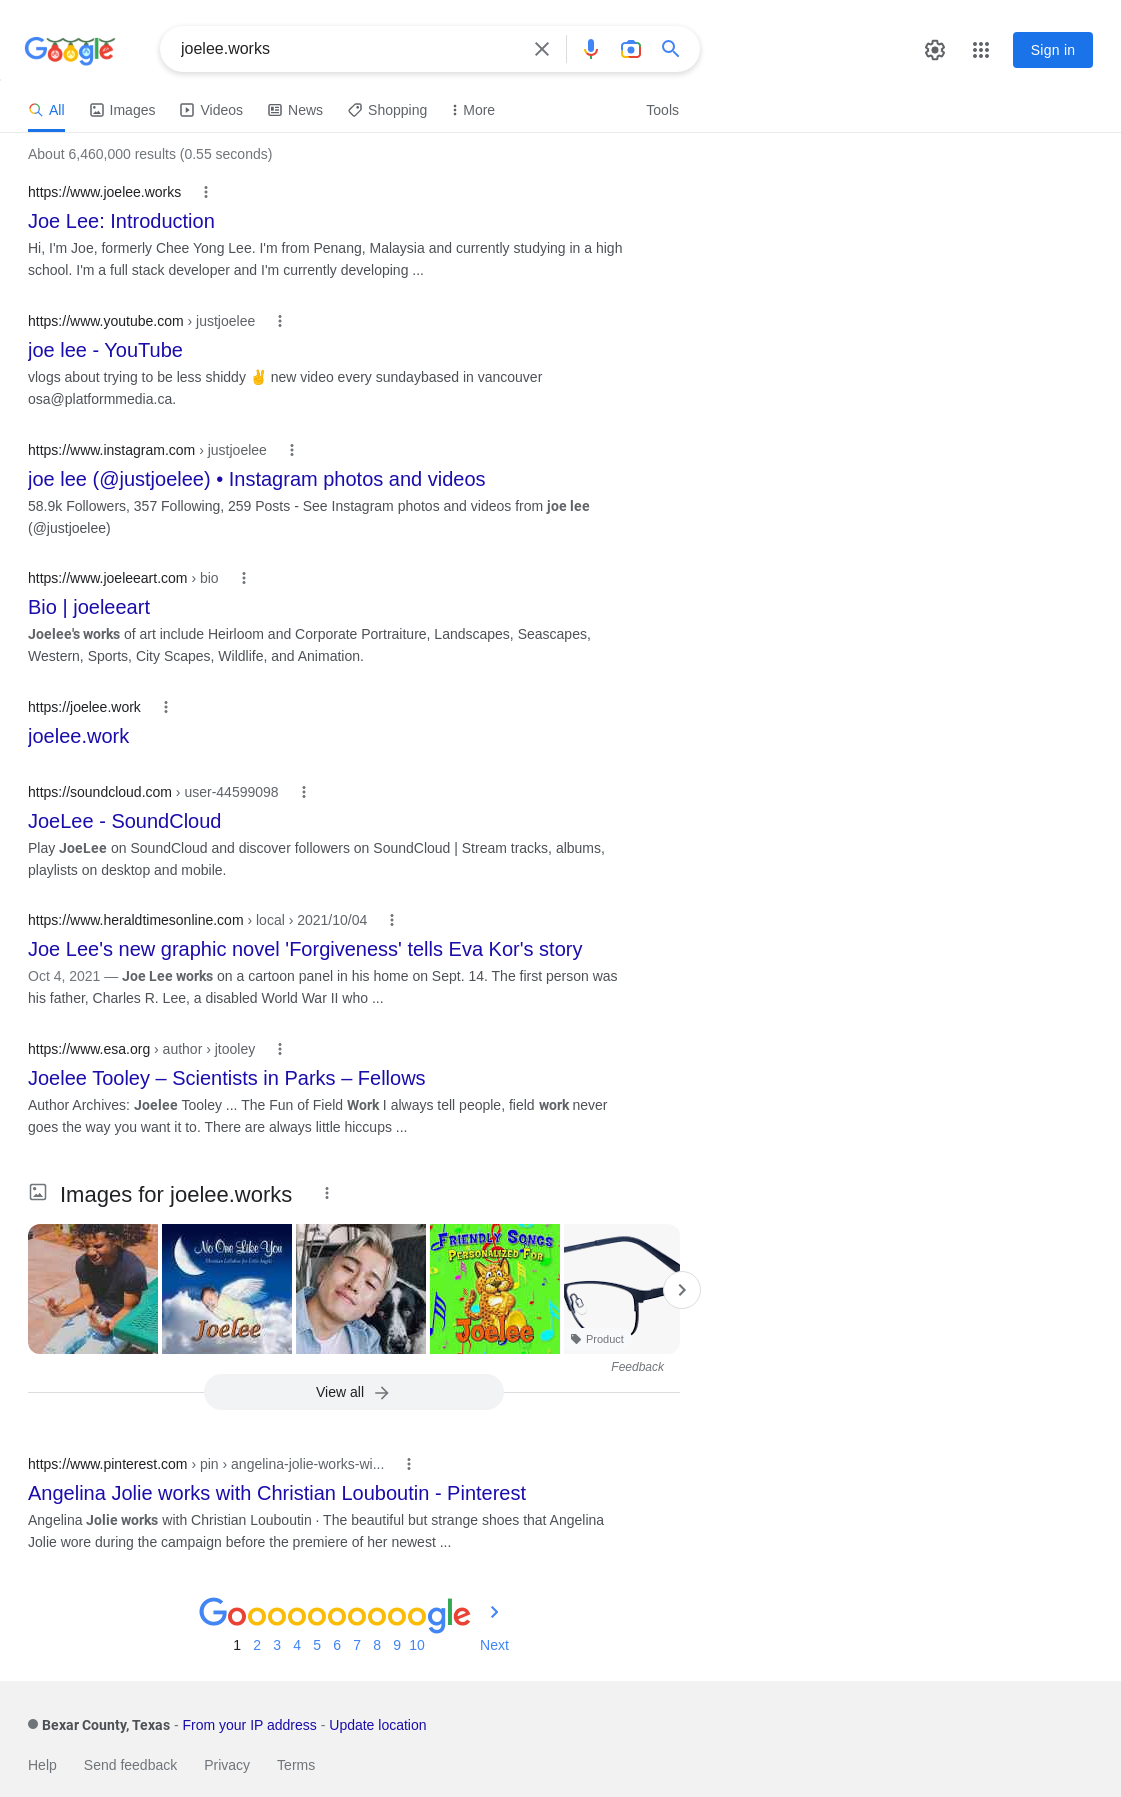 Google
joelee.works
Sign in
All
Images
Videos
News
Shopping
More
Tools
About 6,460,000 results (0.55 seconds)
https://www.joelee.works
Joe Lee: Introduction
Hi, I'm Joe, formerly Chee Yong Lee. I'm from Penang, Malaysia and currently studying in a high
school. I'm a full stack developer and I'm currently developing ...
https://www.youtube.com › justjoelee
joe lee - YouTube
vlogs about trying to be less shiddy ✌️ new video every sundaybased in vancouver
osa@platformmedia.ca.
https://www.instagram.com › justjoelee
joe lee (@justjoelee) • Instagram photos and videos
58.9k Followers, 357 Following, 259 Posts - See Instagram photos and videos from joe lee
(@justjoelee)
https://www.joeleeart.com › bio
Bio | joeleeart
Joelee's works of art include Heirloom and Corporate Portraiture, Landscapes, Seascapes,
Western, Sports, City Scapes, Wildlife, and Animation.
https://joelee.work
joelee.work
https://soundcloud.com › user-44599098
JoeLee - SoundCloud
Play JoeLee on SoundCloud and discover followers on SoundCloud | Stream tracks, albums,
playlists on desktop and mobile.
https://www.heraldtimesonline.com › local › 2021/10/04
Joe Lee's new graphic novel 'Forgiveness' tells Eva Kor's story
Oct 4, 2021 — Joe Lee works on a cartoon panel in his home on Sept. 14. The first person was
his father, Charles R. Lee, a disabled World War II who ...
https://www.esa.org › author › jtooley
Joelee Tooley – Scientists in Parks – Fellows
Author Archives: Joelee Tooley ... The Fun of Field Work I always tell people, field work never
goes the way you want it to. There are always little hiccups ...
Images for joelee.works
No One Like You
Christian Lullabies for Little Angels
Joelee
FRIENDLY SONGS
PERSONALIZED FOR
Joelee
Product
Feedback
View all
https://www.pinterest.com › pin › angelina-jolie-works-wi...
Angelina Jolie works with Christian Louboutin - Pinterest
Angelina Jolie works with Christian Louboutin · The beautiful but strange shoes that Angelina
Jolie wore during the campaign before the premiere of her newest ...
Goooooooooogle
1 2 3 4 5 6 7 8 9 10 Next
Bexar County, Texas - From your IP address - Update location
Help
Send feedback
Privacy
Terms